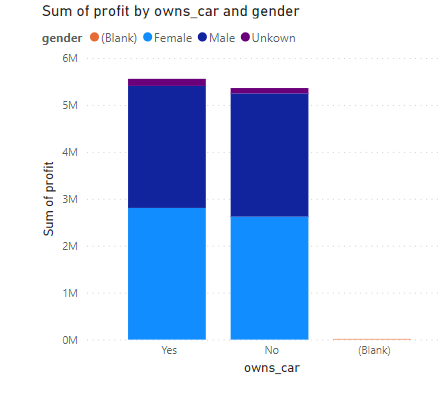 Sum of profit by owns_car and gender
gender (Blank) Female Male Unkown
6M
5M
4M
3M
2M
1M
0M
Sum of profit
Yes No (Blank)
owns_car